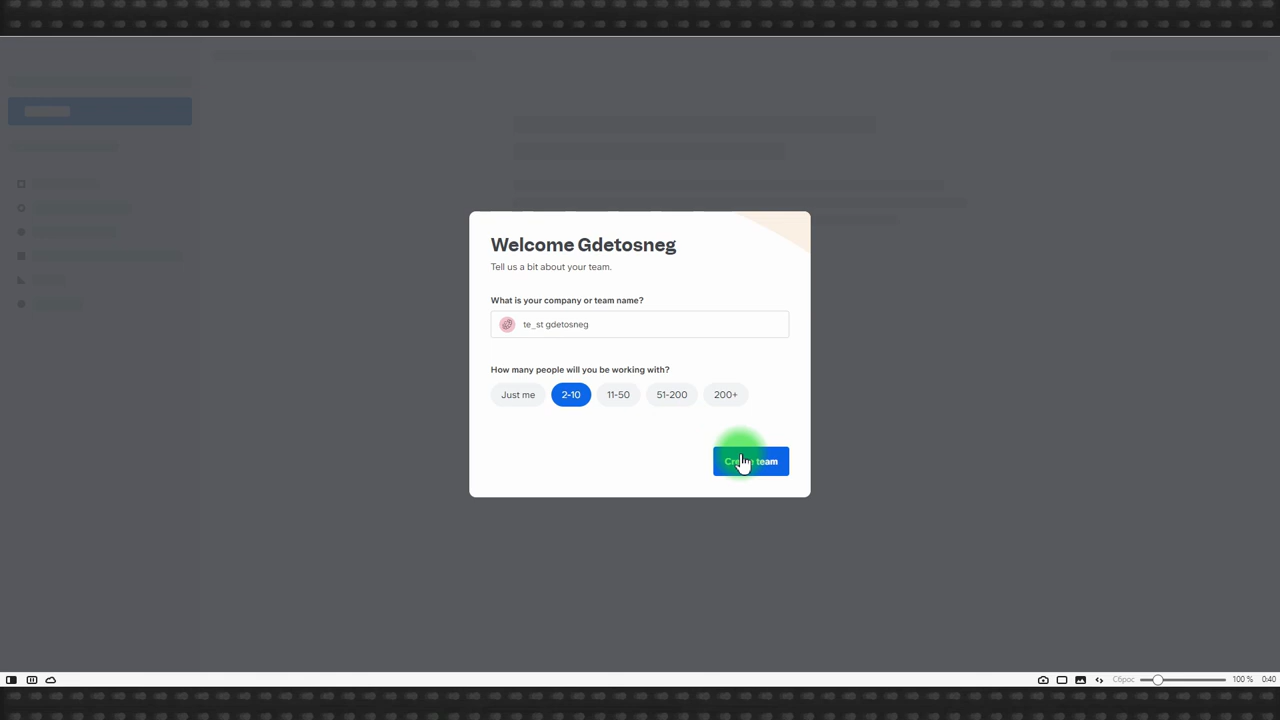 Welcome Gdetosneg
Tell us a bit about your team.
What is your company or team name?
te_st gdetosneg
How many people will you be working with?
Just me 2-10 11-50 51-200 200+
Create team
Сброс 100 % 0:40